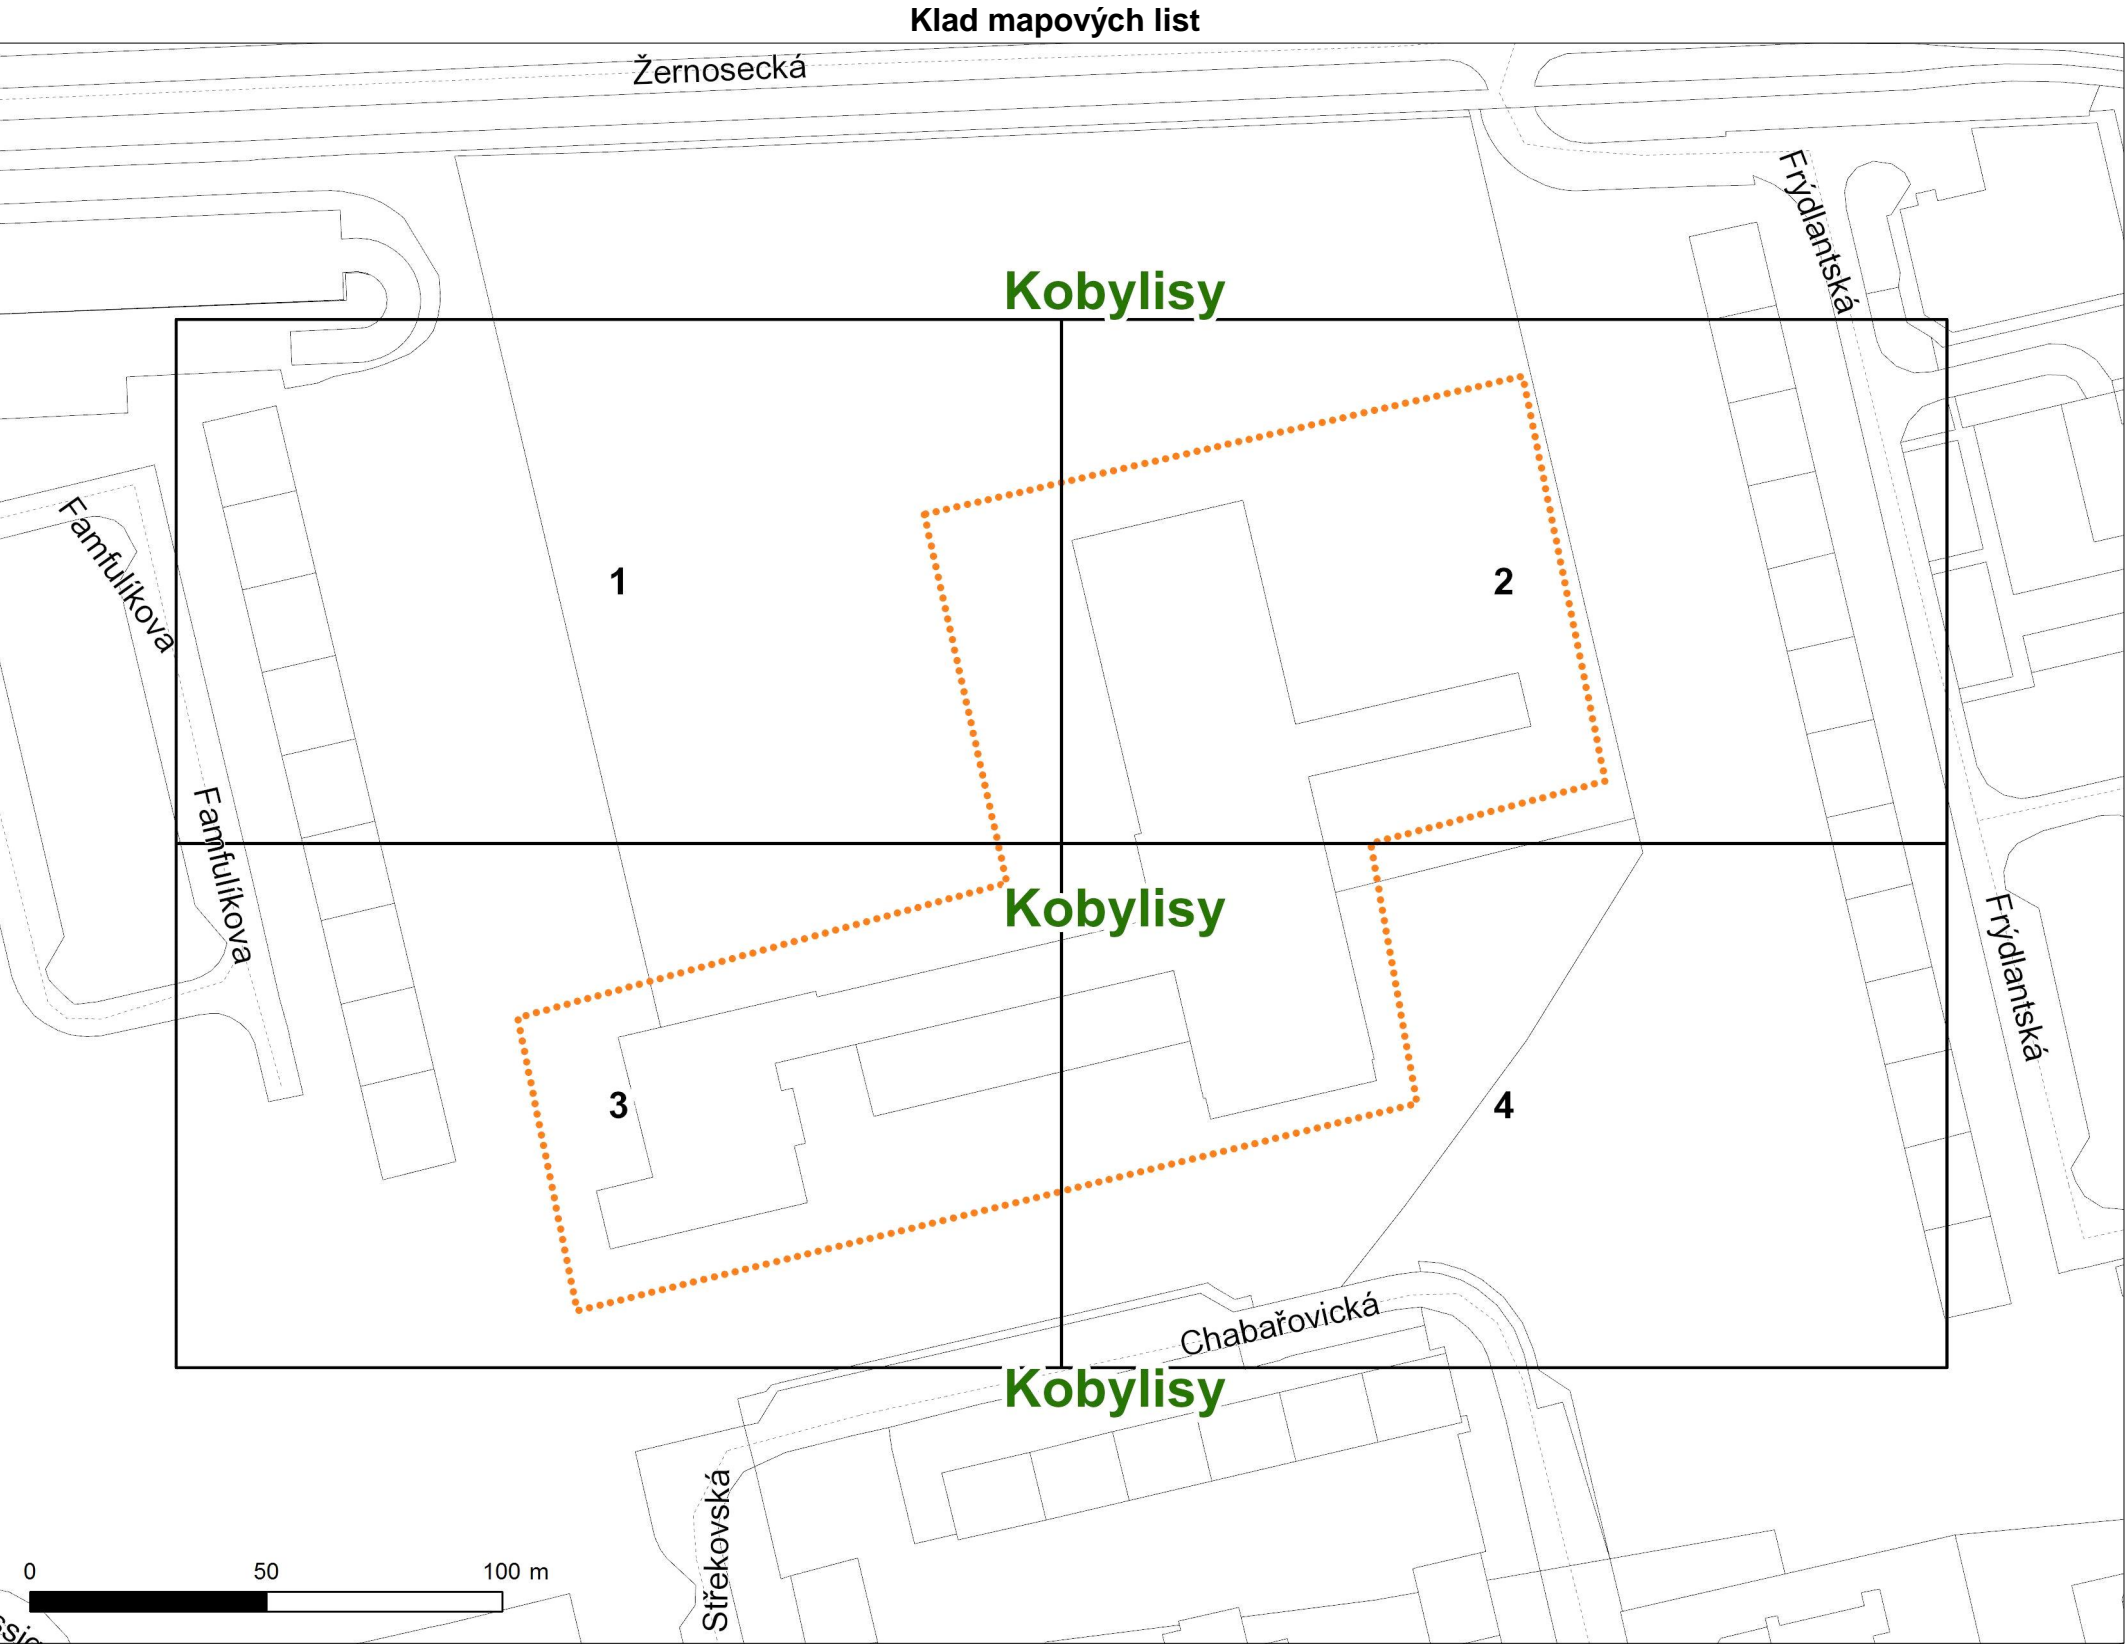 Klad mapových list
Žernosecká
Frýdlantská
Kobylisy
Famfulíkova
1
2
Famfulíkova
Kobylisy
Frýdlantská
3
4
Chabařovická
Kobylisy
Střekovská
0 50 100 m